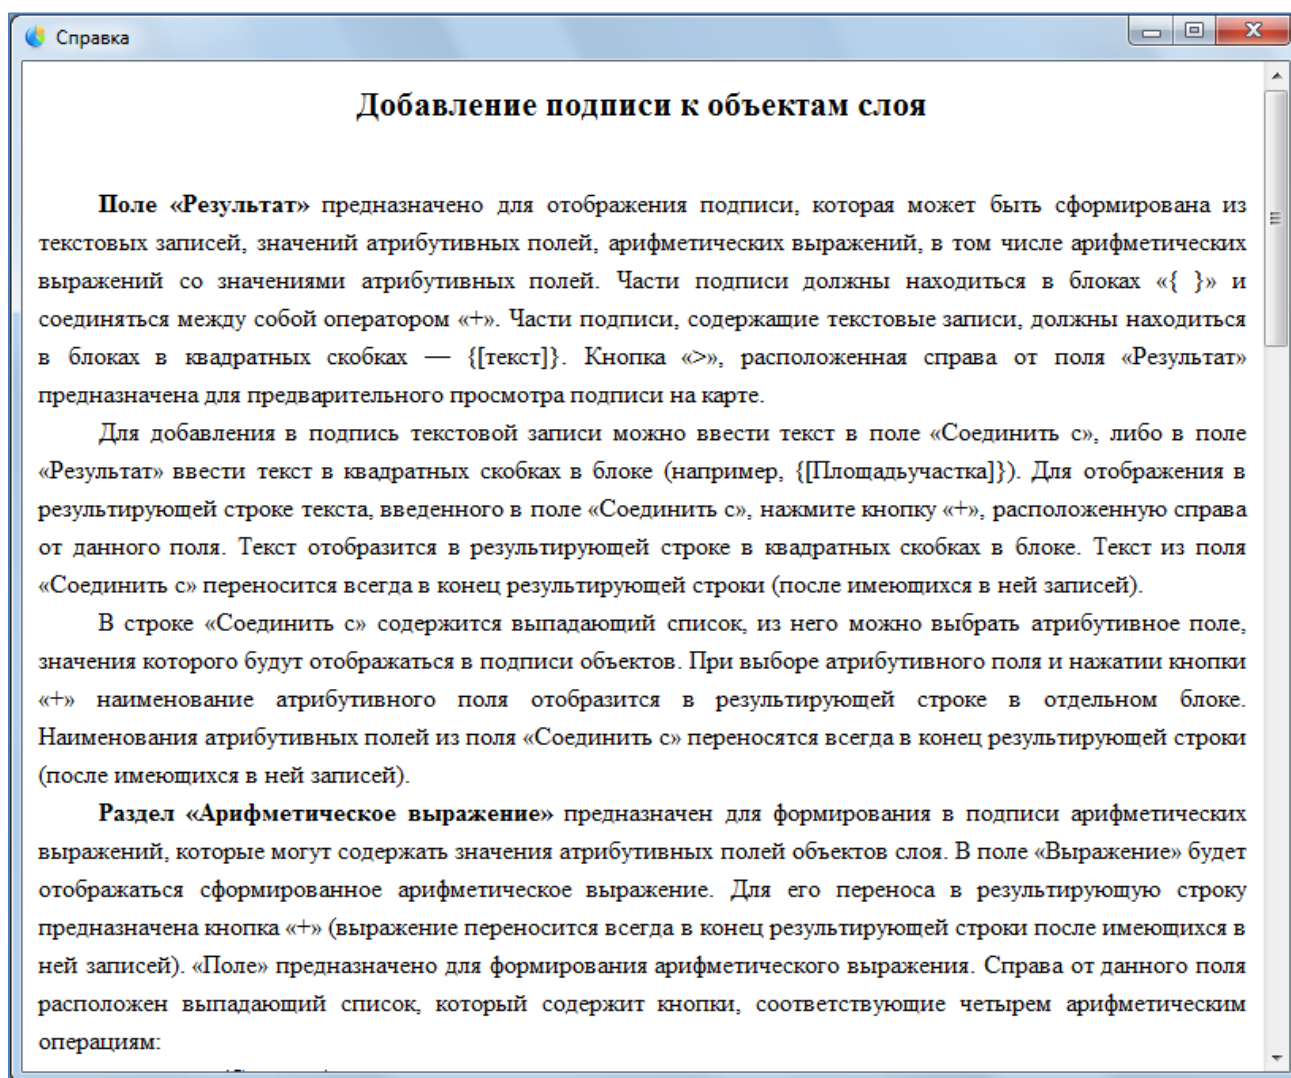 Справка
Добавление подписи к объектам слоя
Поле «Результат» предназначено для отображения подписи, которая может быть сформирована из
текстовых записей, значений атрибутивных полей, арифметических выражений, в том числе арифметических
выражений со значениями атрибутивных полей. Части подписи должны находиться в блоках «{ }» и
соединяться между собой оператором «+». Части подписи, содержащие текстовые записи, должны находиться
в блоках в квадратных скобках — {[текст]}. Кнопка «>», расположенная справа от поля «Результат»
предназначена для предварительного просмотра подписи на карте.
Для добавления в подпись текстовой записи можно ввести текст в поле «Соединить с», либо в поле
«Результат» ввести текст в квадратных скобках в блоке (например, {[Площадьучастка]}). Для отображения в
результирующей строке текста, введенного в поле «Соединить с», нажмите кнопку «+», расположенную справа
от данного поля. Текст отобразится в результирующей строке в квадратных скобках в блоке. Текст из поля
«Соединить с» переносится всегда в конец результирующей строки (после имеющихся в ней записей).
В строке «Соединить с» содержится выпадающий список, из него можно выбрать атрибутивное поле,
значения которого будут отображаться в подписи объектов. При выборе атрибутивного поля и нажатии кнопки
«+» наименование атрибутивного поля отобразится в результирующей строке в отдельном блоке.
Наименования атрибутивных полей из поля «Соединить с» переносятся всегда в конец результирующей строки
(после имеющихся в ней записей).
Раздел «Арифметическое выражение» предназначен для формирования в подписи арифметических
выражений, которые могут содержать значения атрибутивных полей объектов слоя. В поле «Выражение» будет
отображаться сформированное арифметическое выражение. Для его переноса в результирующую строку
предназначена кнопка «+» (выражение переносится всегда в конец результирующей строки после имеющихся в
ней записей). «Поле» предназначено для формирования арифметического выражения. Справа от данного поля
расположен выпадающий список, который содержит кнопки, соответствующие четырем арифметическим
операциям: